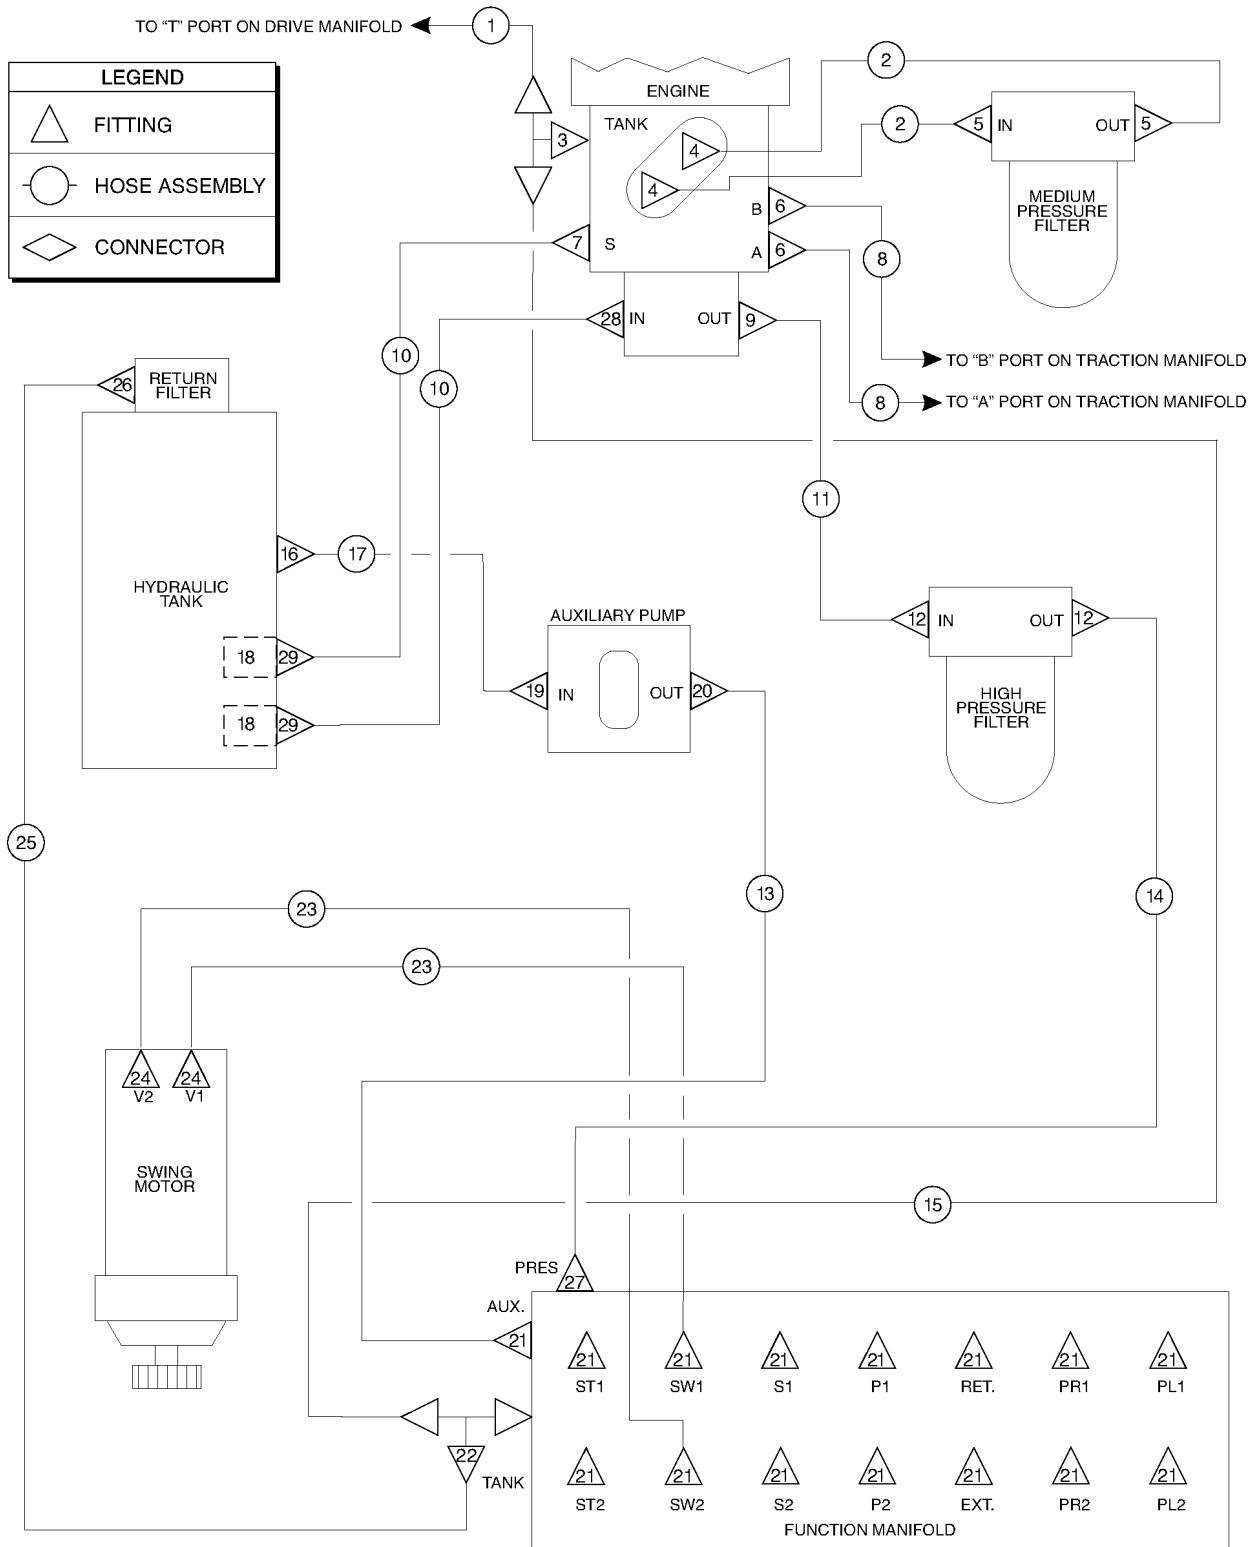 TO “T” PORT ON DRIVE MANIFOLD
1
LEGEND
FITTING
HOSE ASSEMBLY
CONNECTOR
ENGINE
TANK
3
4
4
2
2
5
IN
OUT
5
MEDIUM
PRESSURE
FILTER
B
6
A
6
7
S
8
28
IN
OUT
9
10
10
TO “B” PORT ON TRACTION MANIFOLD
8
TO “A” PORT ON TRACTION MANIFOLD
26
RETURN
FILTER
11
16
17
HYDRAULIC
TANK
18
29
18
29
AUXILIARY PUMP
19
IN
OUT
20
12
IN
OUT
12
HIGH
PRESSURE
FILTER
25
13
14
23
23
24
V2
24
V1
SWING
MOTOR
15
PRES
27
AUX.
21
21
ST1
21
SW1
21
S1
21
P1
21
RET.
21
PR1
21
PL1
22
TANK
21
ST2
21
SW2
21
S2
21
P2
21
EXT.
21
PR2
21
PL2
FUNCTION MANIFOLD